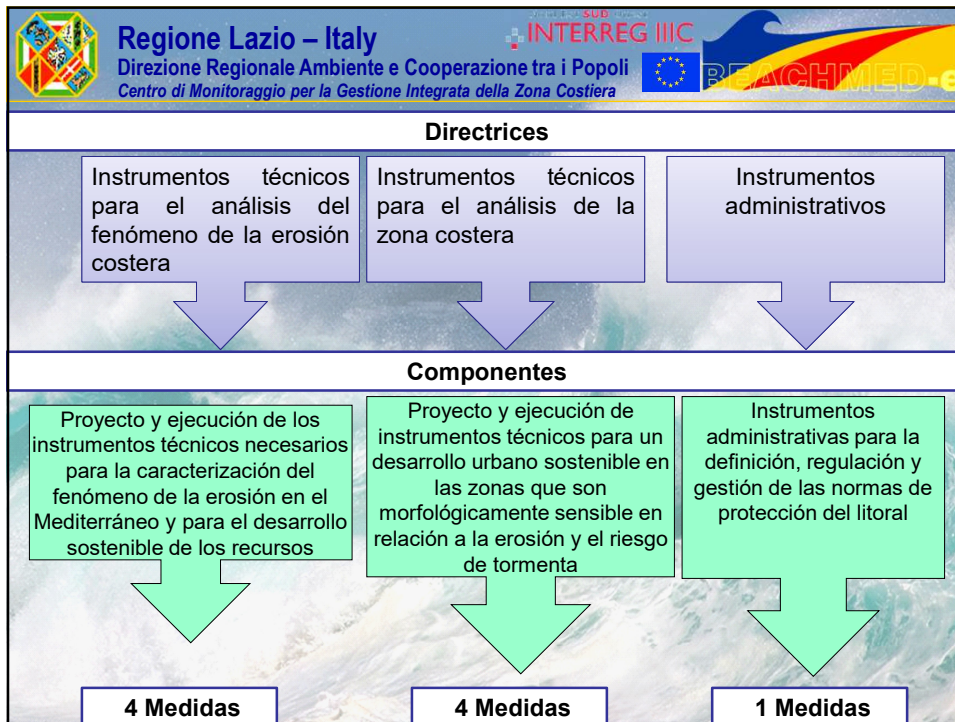 Regione Lazio – Italy
Direzione Regionale Ambiente e Cooperazione tra i Popoli
Centro di Monitoraggio per la Gestione Integrata della Zona Costiera
SUD
INTERREG IIIC
BEACHMED-e
Directrices
Instrumentos técnicos
para el análisis del
fenómeno de la erosión
costera
Instrumentos técnicos
para el análisis de la
zona costera
Instrumentos
administrativos
Componentes
Proyecto y ejecución de los
instrumentos técnicos necesarios
para la caracterización del
fenómeno de la erosión en el
Mediterráneo y para el desarrollo
sostenible de los recursos
Proyecto y ejecución de
instrumentos técnicos para un
desarrollo urbano sostenible en
las zonas que son
morfológicamente sensible en
relación a la erosión y el riesgo
de tormenta
Instrumentos
administrativas para la
definición, regulación y
gestión de las normas de
protección del litoral
4 Medidas
4 Medidas
1 Medidas